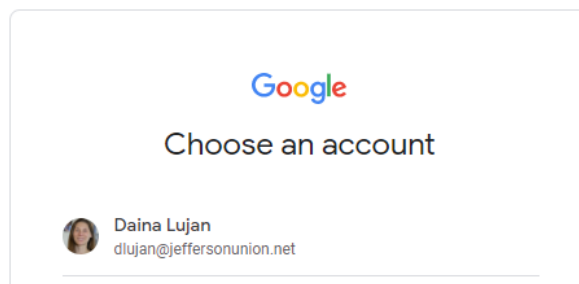 Google
Choose an account
Daina Lujan
dlujan@jeffersonunion.net